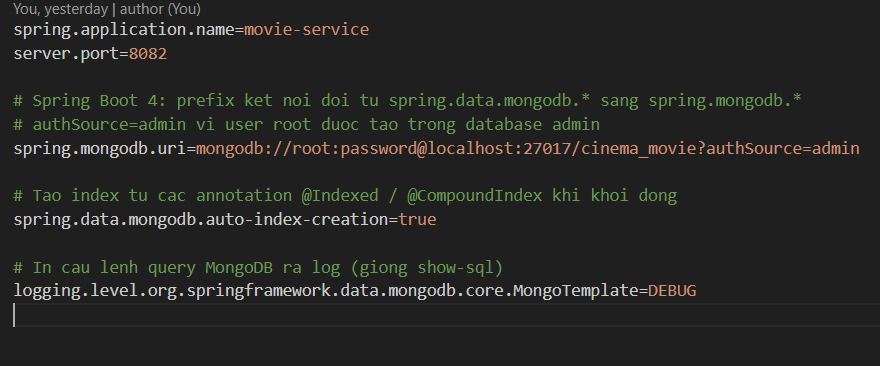 You, yesterday | author (You)
spring.application.name=movie-service
server.port=8082
# Spring Boot 4: prefix ket noi doi tu spring.data.mongodb.* sang spring.mongodb.*
# authSource=admin vi user root duoc tao trong database admin
spring.mongodb.uri=mongodb://root:password@localhost:27017/cinema_movie?authSource=admin
# Tao index tu cac annotation @Indexed / @CompoundIndex khi khoi dong
spring.data.mongodb.auto-index-creation=true
# In cau lenh query MongoDB ra log (giong show-sql)
logging.level.org.springframework.data.mongodb.core.MongoTemplate=DEBUG